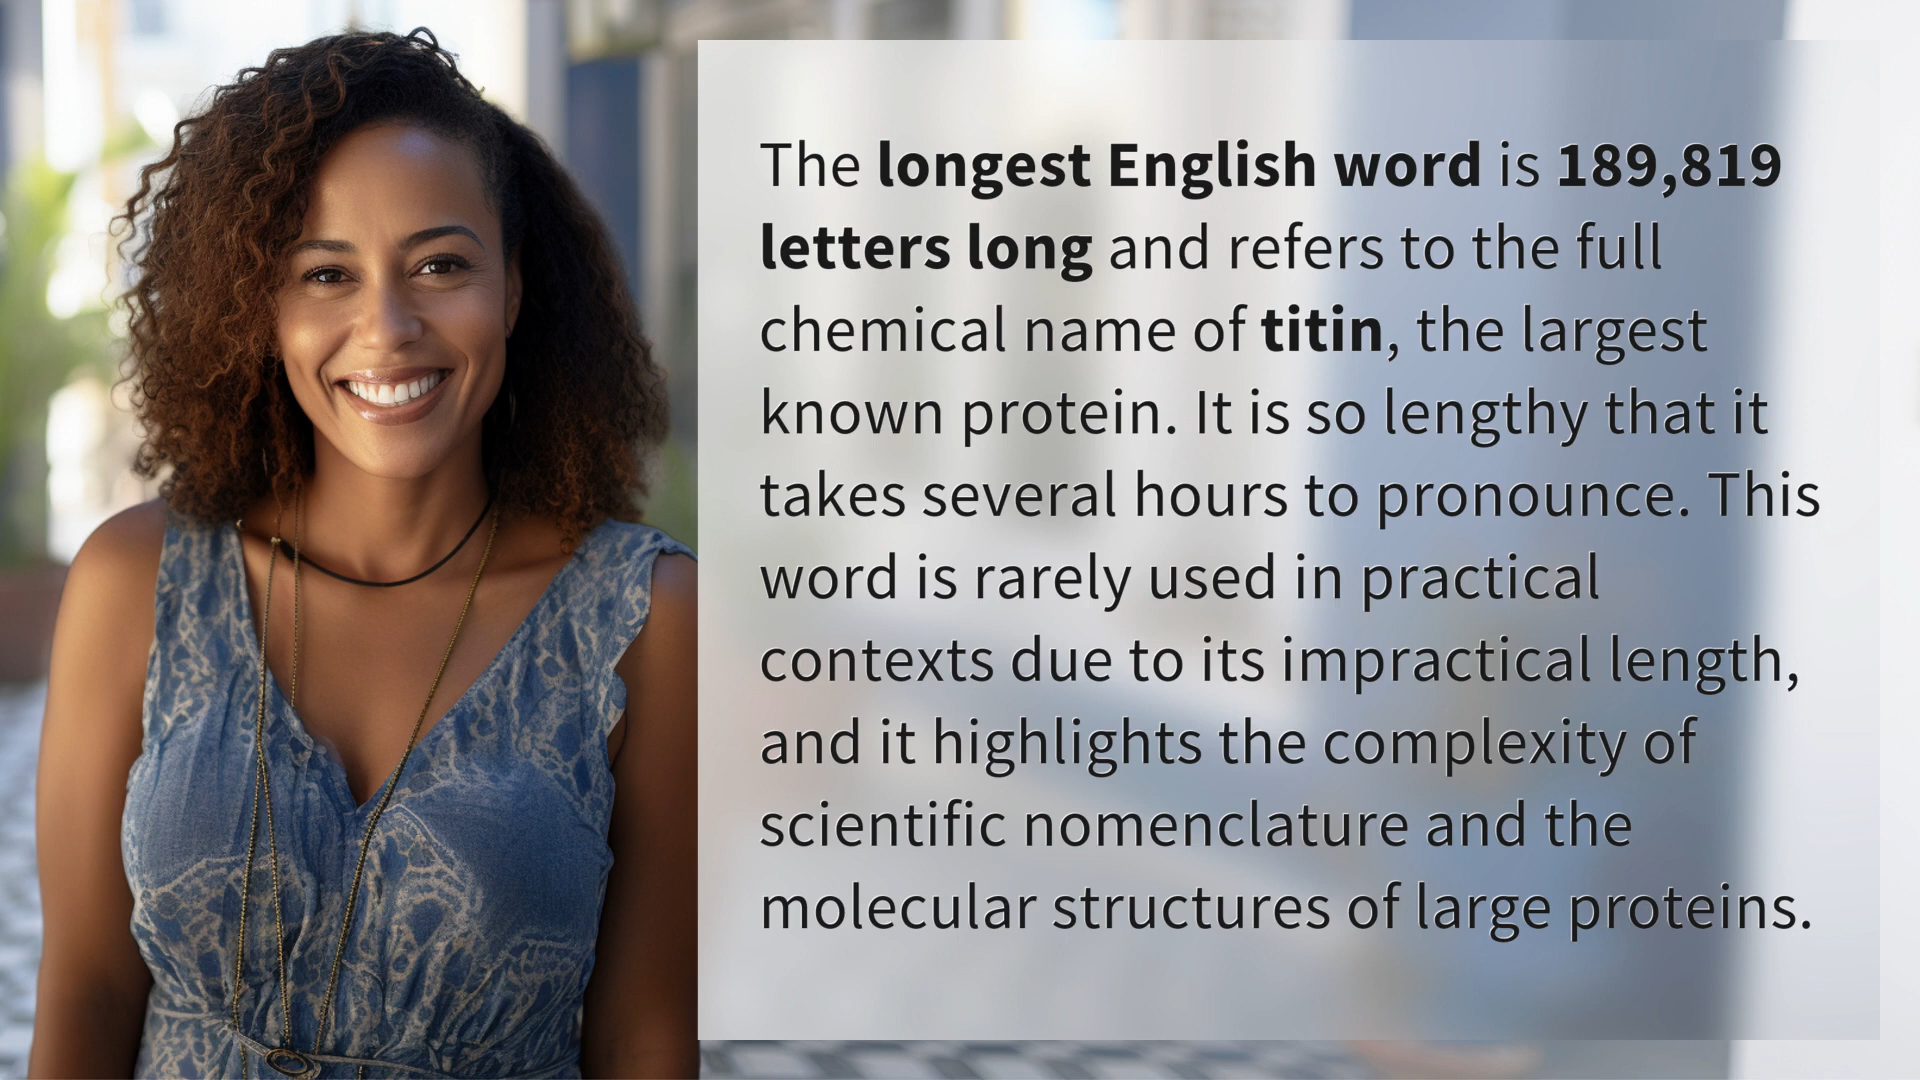 The longest English word is 189,819
letters long and refers to the full
chemical name of titin, the largest
known protein. It is so lengthy that it
takes several hours to pronounce. This
word is rarely used in practical
contexts due to its impractical length,
and it highlights the complexity of
scientific nomenclature and the
molecular structures of large proteins.